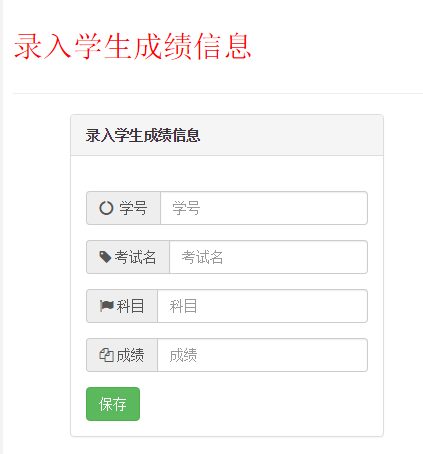 录入学生成绩信息
录入学生成绩信息
学号 学号
考试名 考试名
科目 科目
成绩 成绩
保存